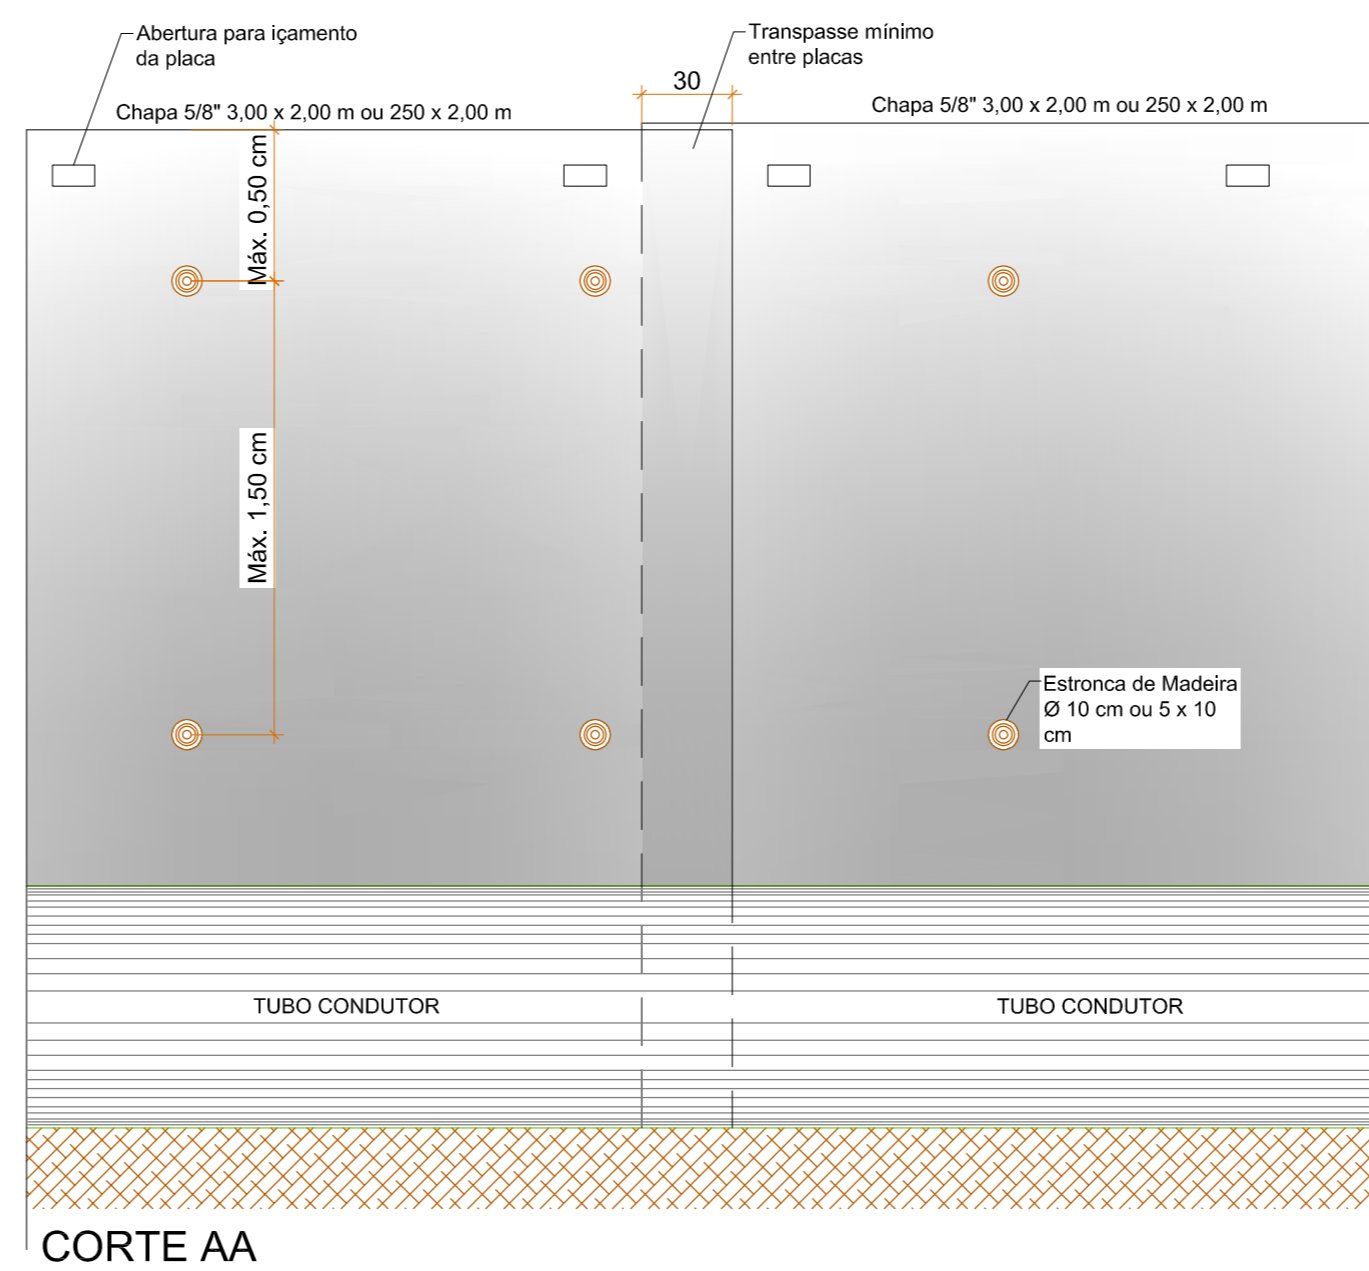 Abertura para içamento
da placa
Transpasse mínimo
entre placas
30
Chapa 5/8" 3,00 x 2,00 m ou 250 x 2,00 m
Chapa 5/8" 3,00 x 2,00 m ou 250 x 2,00 m
Máx. 0,50 cm
Máx. 1,50 cm
Estronca de Madeira
Ø 10 cm ou 5 x 10
cm
TUBO CONDUTOR
TUBO CONDUTOR
CORTE AA